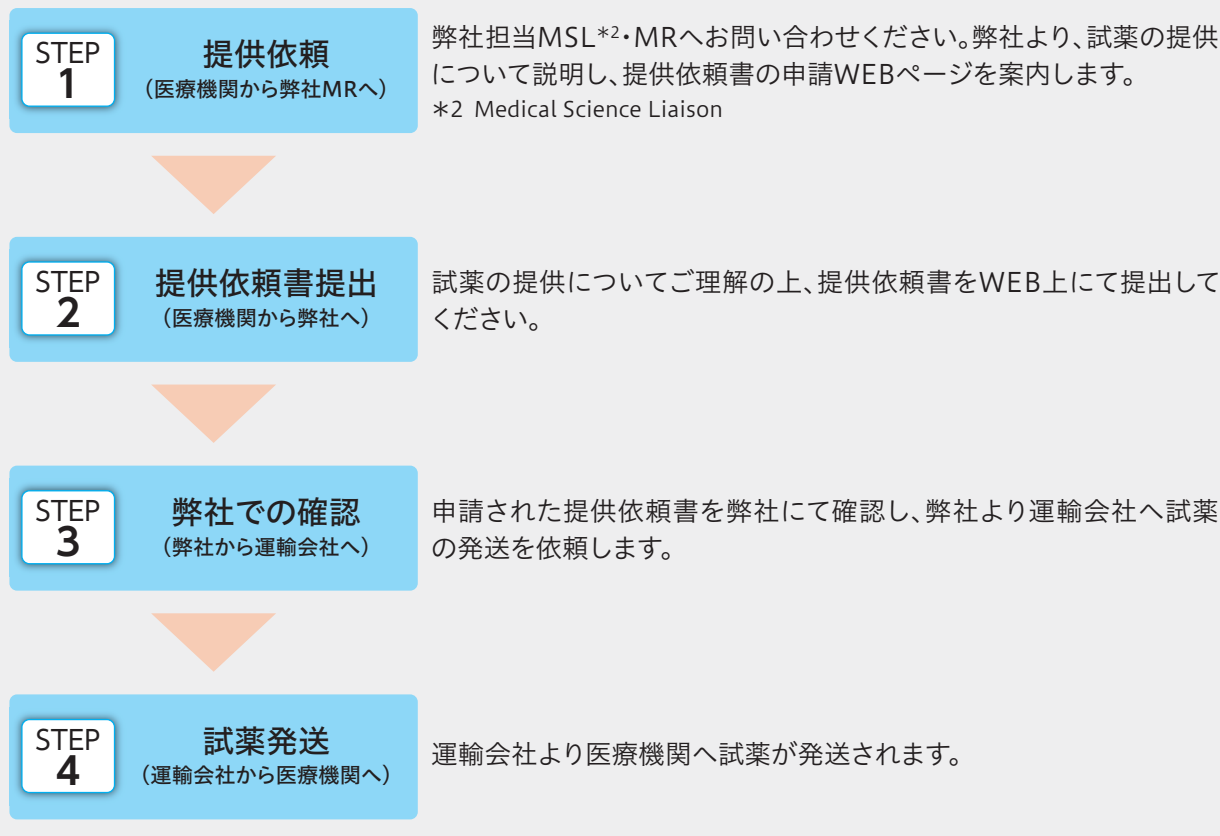 STEP
1
提供依頼
（医療機関から弊社MRへ）
弊社担当MSL*2・MRへお問い合わせください。弊社より、試薬の提供
について説明し、提供依頼書の申請WEBページを案内します。
*2 Medical Science Liaison
STEP
2
提供依頼書提出
（医療機関から弊社へ）
試薬の提供についてご理解の上、提供依頼書をWEB上にて提出して
ください。
STEP
3
弊社での確認
（弊社から運輸会社へ）
申請された提供依頼書を弊社にて確認し、弊社より運輸会社へ試薬
の発送を依頼します。
STEP
4
試薬発送
（運輸会社から医療機関へ）
運輸会社より医療機関へ試薬が発送されます。